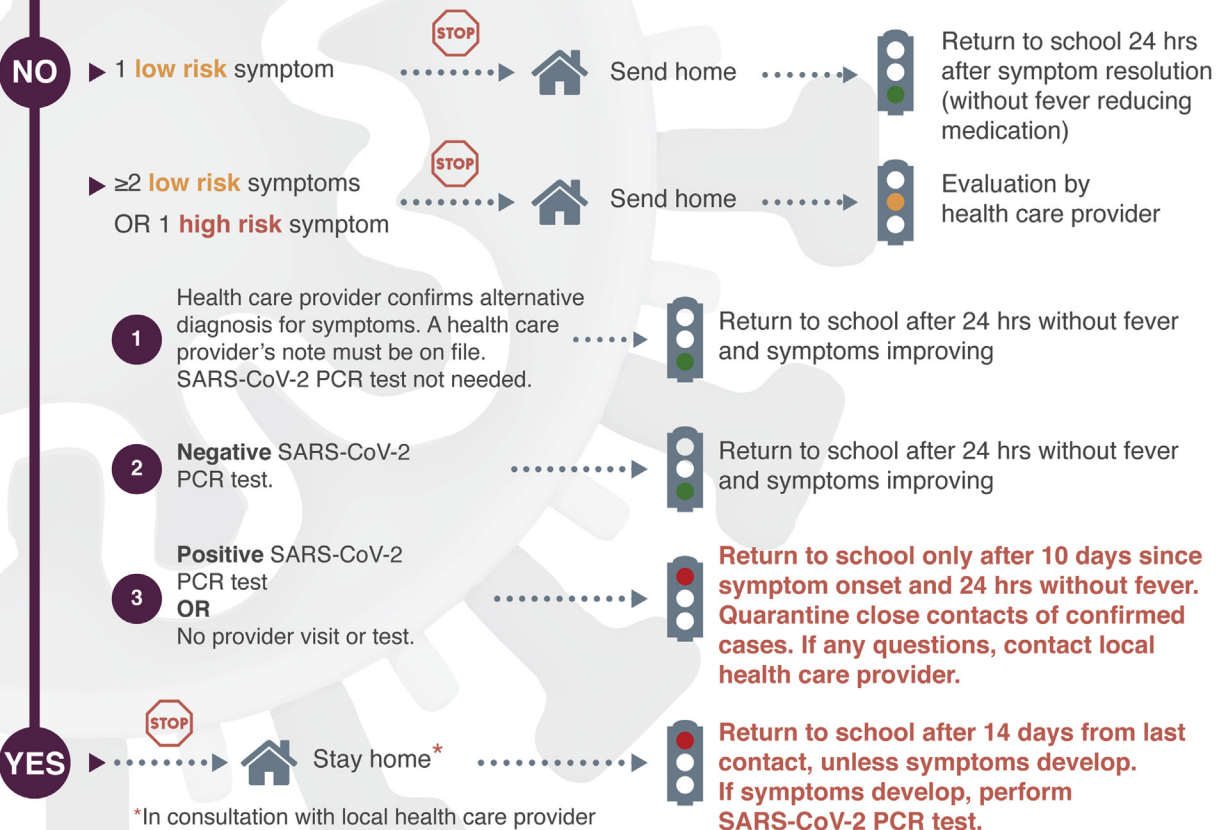 NO
1 low risk symptom
STOP
Send home
Return to school 24 hrs
after symptom resolution
(without fever reducing
medication)
≥2 low risk symptoms
OR 1 high risk symptom
STOP
Send home
Evaluation by
health care provider
1
Health care provider confirms alternative
diagnosis for symptoms. A health care
provider's note must be on file.
SARS-CoV-2 PCR test not needed.
Return to school after 24 hrs without fever
and symptoms improving
2
Negative SARS-CoV-2
PCR test.
Return to school after 24 hrs without fever
and symptoms improving
3
Positive SARS-CoV-2
PCR test
OR
No provider visit or test.
Return to school only after 10 days since
symptom onset and 24 hrs without fever.
Quarantine close contacts of confirmed
cases. If any questions, contact local
health care provider.
YES
STOP
Stay home*
Return to school after 14 days from last
contact, unless symptoms develop.
If symptoms develop, perform
SARS-CoV-2 PCR test.
*In consultation with local health care provider